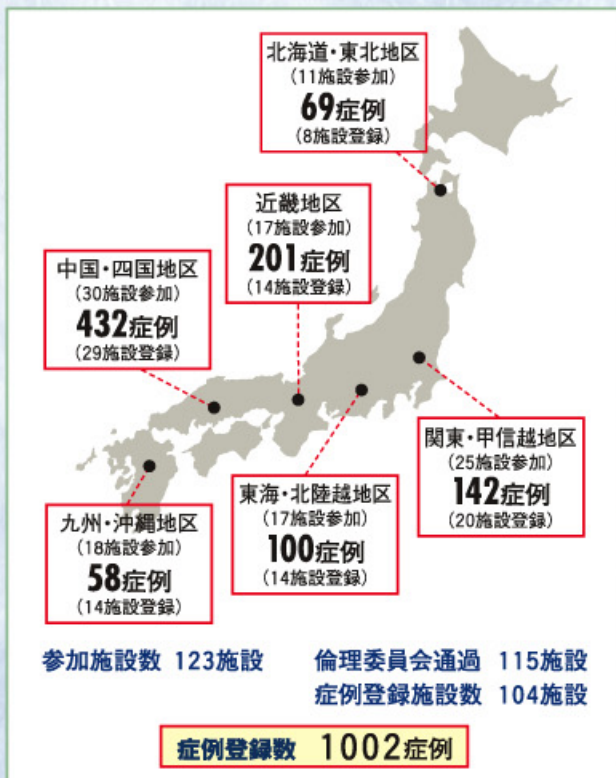 北海道・東北地区
(11施設参加)
69症例
(8施設登録)
近畿地区
(17施設参加)
201症例
(14施設登録)
中国・四国地区
(30施設参加)
432症例
(29施設登録)
関東・甲信越地区
(25施設参加)
142症例
(20施設登録)
東海・北陸越地区
(17施設参加)
100症例
(14施設登録)
九州・沖縄地区
(18施設参加)
58症例
(14施設登録)
参加施設数 123施設
倫理委員会通過 115施設
症例登録施設数 104施設
症例登録数 1002症例